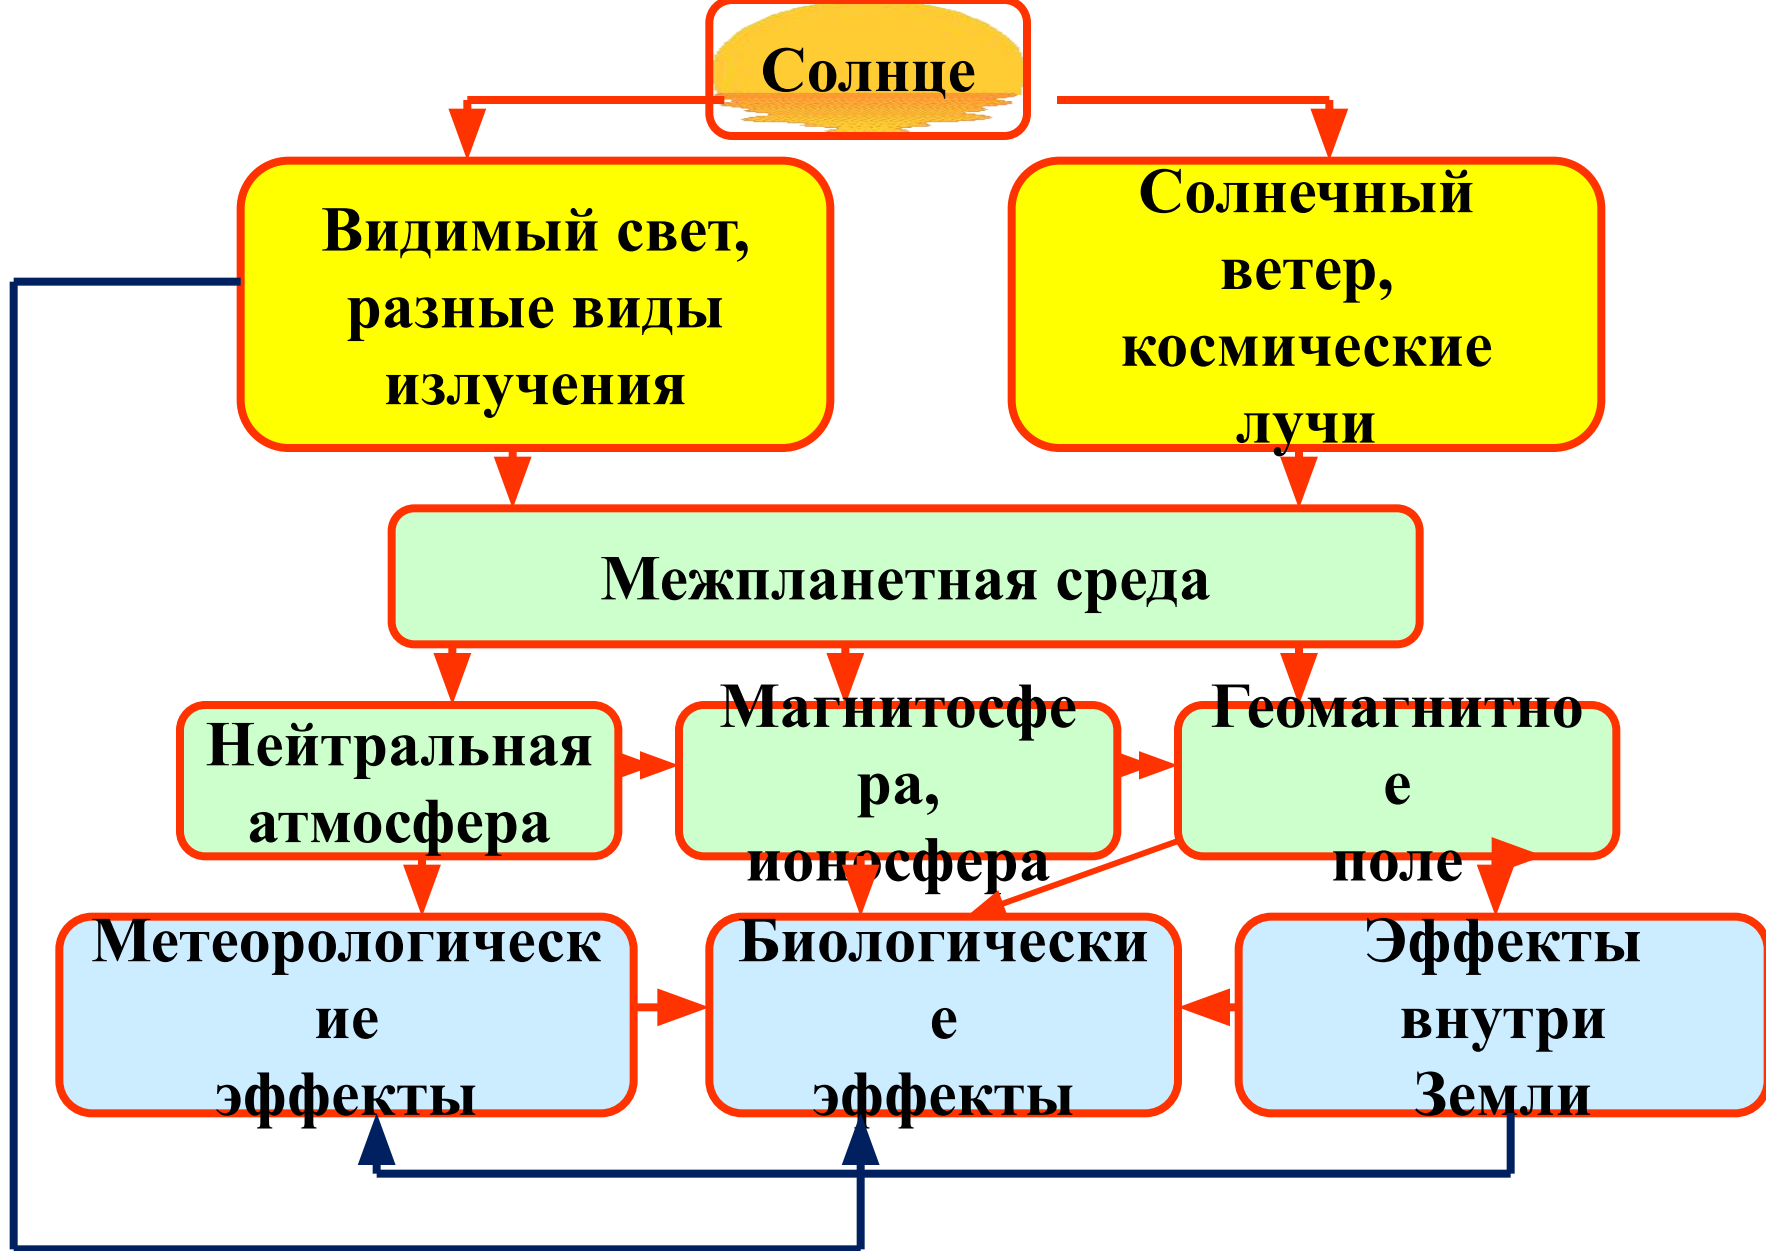 Солнце
Видимый свет,
разные виды
излучения
Солнечный
ветер,
космические
лучи
Межпланетная среда
Нейтральная
атмосфера
Магнитосфе
ра,
ионосфера
Геомагнитно
е
поле
Метеорологическ
ие
эффекты
Биологически
е
эффекты
Эффекты
внутри
Земли